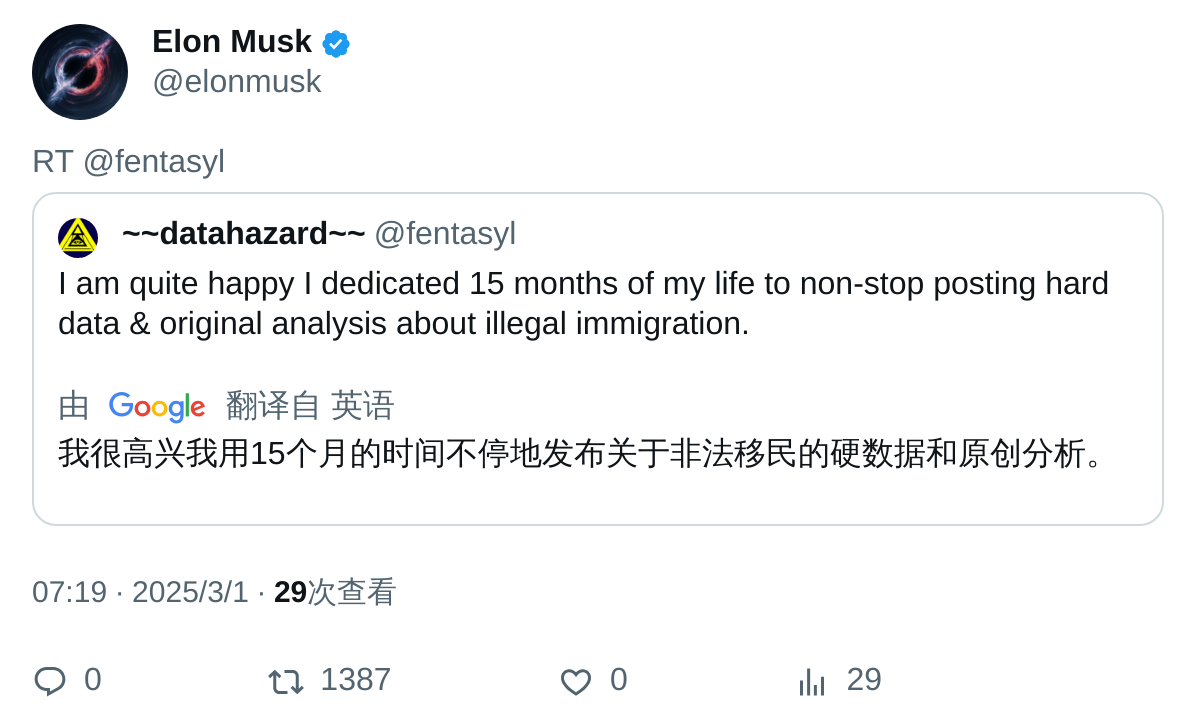 Elon Musk
@elonmusk
RT @fentasyl
~~datahazard~~ @fentasyl
I am quite happy I dedicated 15 months of my life to non-stop posting hard
data & original analysis about illegal immigration.
由 Google 翻译自 英语
我很高兴我用15个月的时间不停地发布关于非法移民的硬数据和原创分析。
07:19 · 2025/3/1 · 29次查看
0 1387 0 29